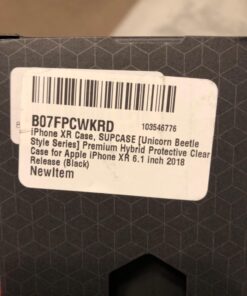 B07FPCWKRD 103546776
iPhone XR Case, SUPCASE [Unicorn Beetle
Style Series] Premium Hybrid Protective Clear
Case for Apple iPhone XR 6.1 inch 2018
Release (Black)
NewItem